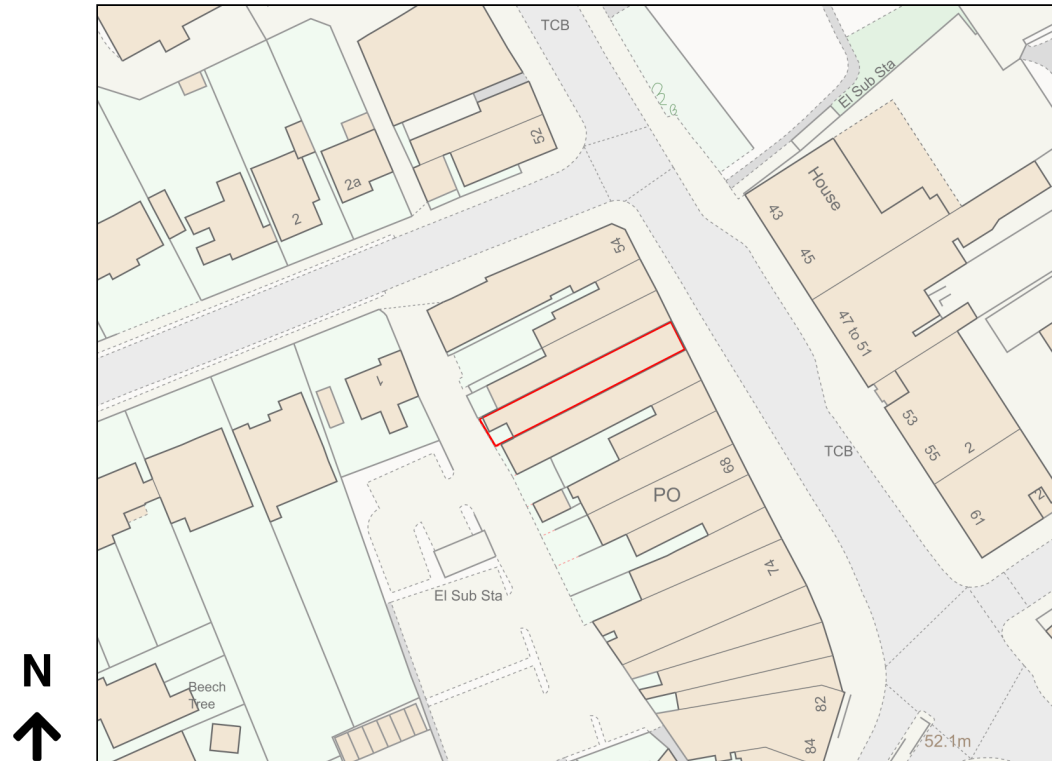 TCB
El Sub Sta
52
House
2a
43
2
54
45
47 to 51
1
53
TCB
55
2
68
PO
2
61
74
El Sub Sta
N
Beech
Tree
82
84
52.1m